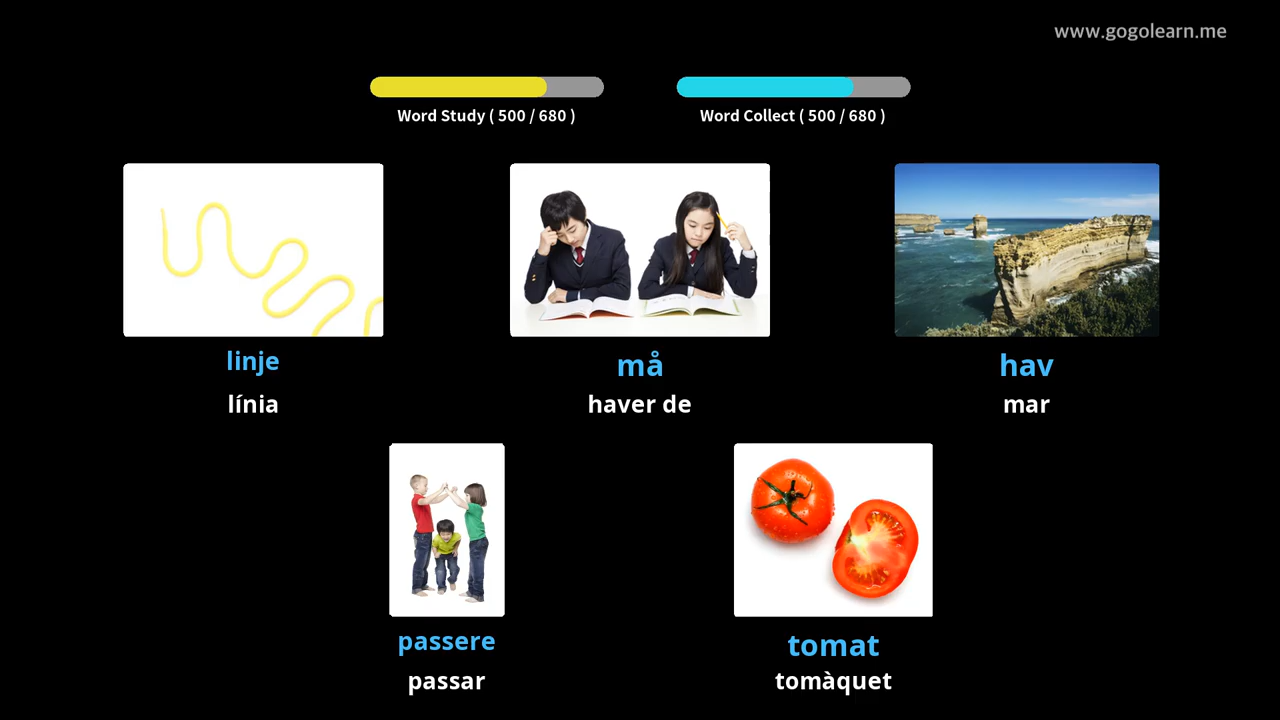 www.gogolearn.me
Word Study ( 500 / 680 )
Word Collect ( 500 / 680 )
linje
línia
må
haver de
hav
mar
passere
passar
tomat
tomàquet